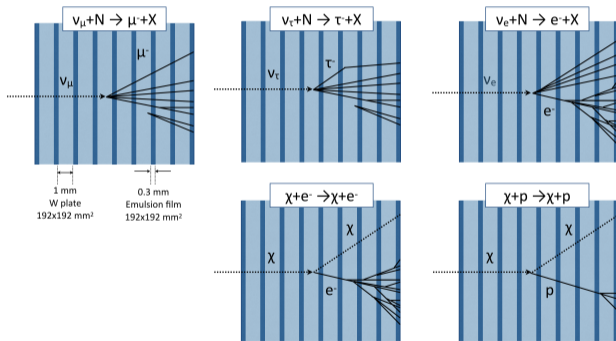 νμ+N → μ-+X
ντ+N → τ-+X
νe+N → e-+X
μ-
νμ
τ-
ντ
νe
e-
1 mm
W plate
192x192 mm²
0.3 mm
Emulsion film
192x192 mm²
χ+e- →χ+e-
χ+p →χ+p
χ
χ
e-
χ
χ
p